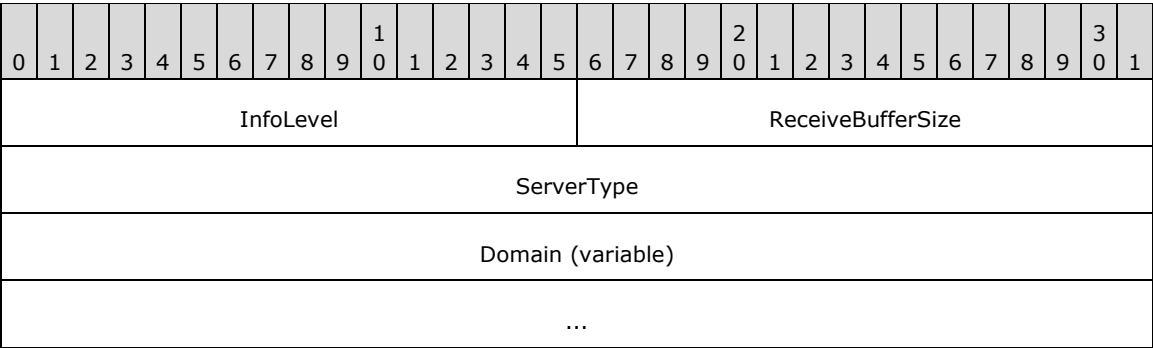 0 1 2 3 4 5 6 7 8 9 1 0 1 2 3 4 5 6 7 8 9 2 0 1 2 3 4 5 6 7 8 9 3 0 1
InfoLevel ReceiveBufferSize
ServerType
Domain (variable)
...